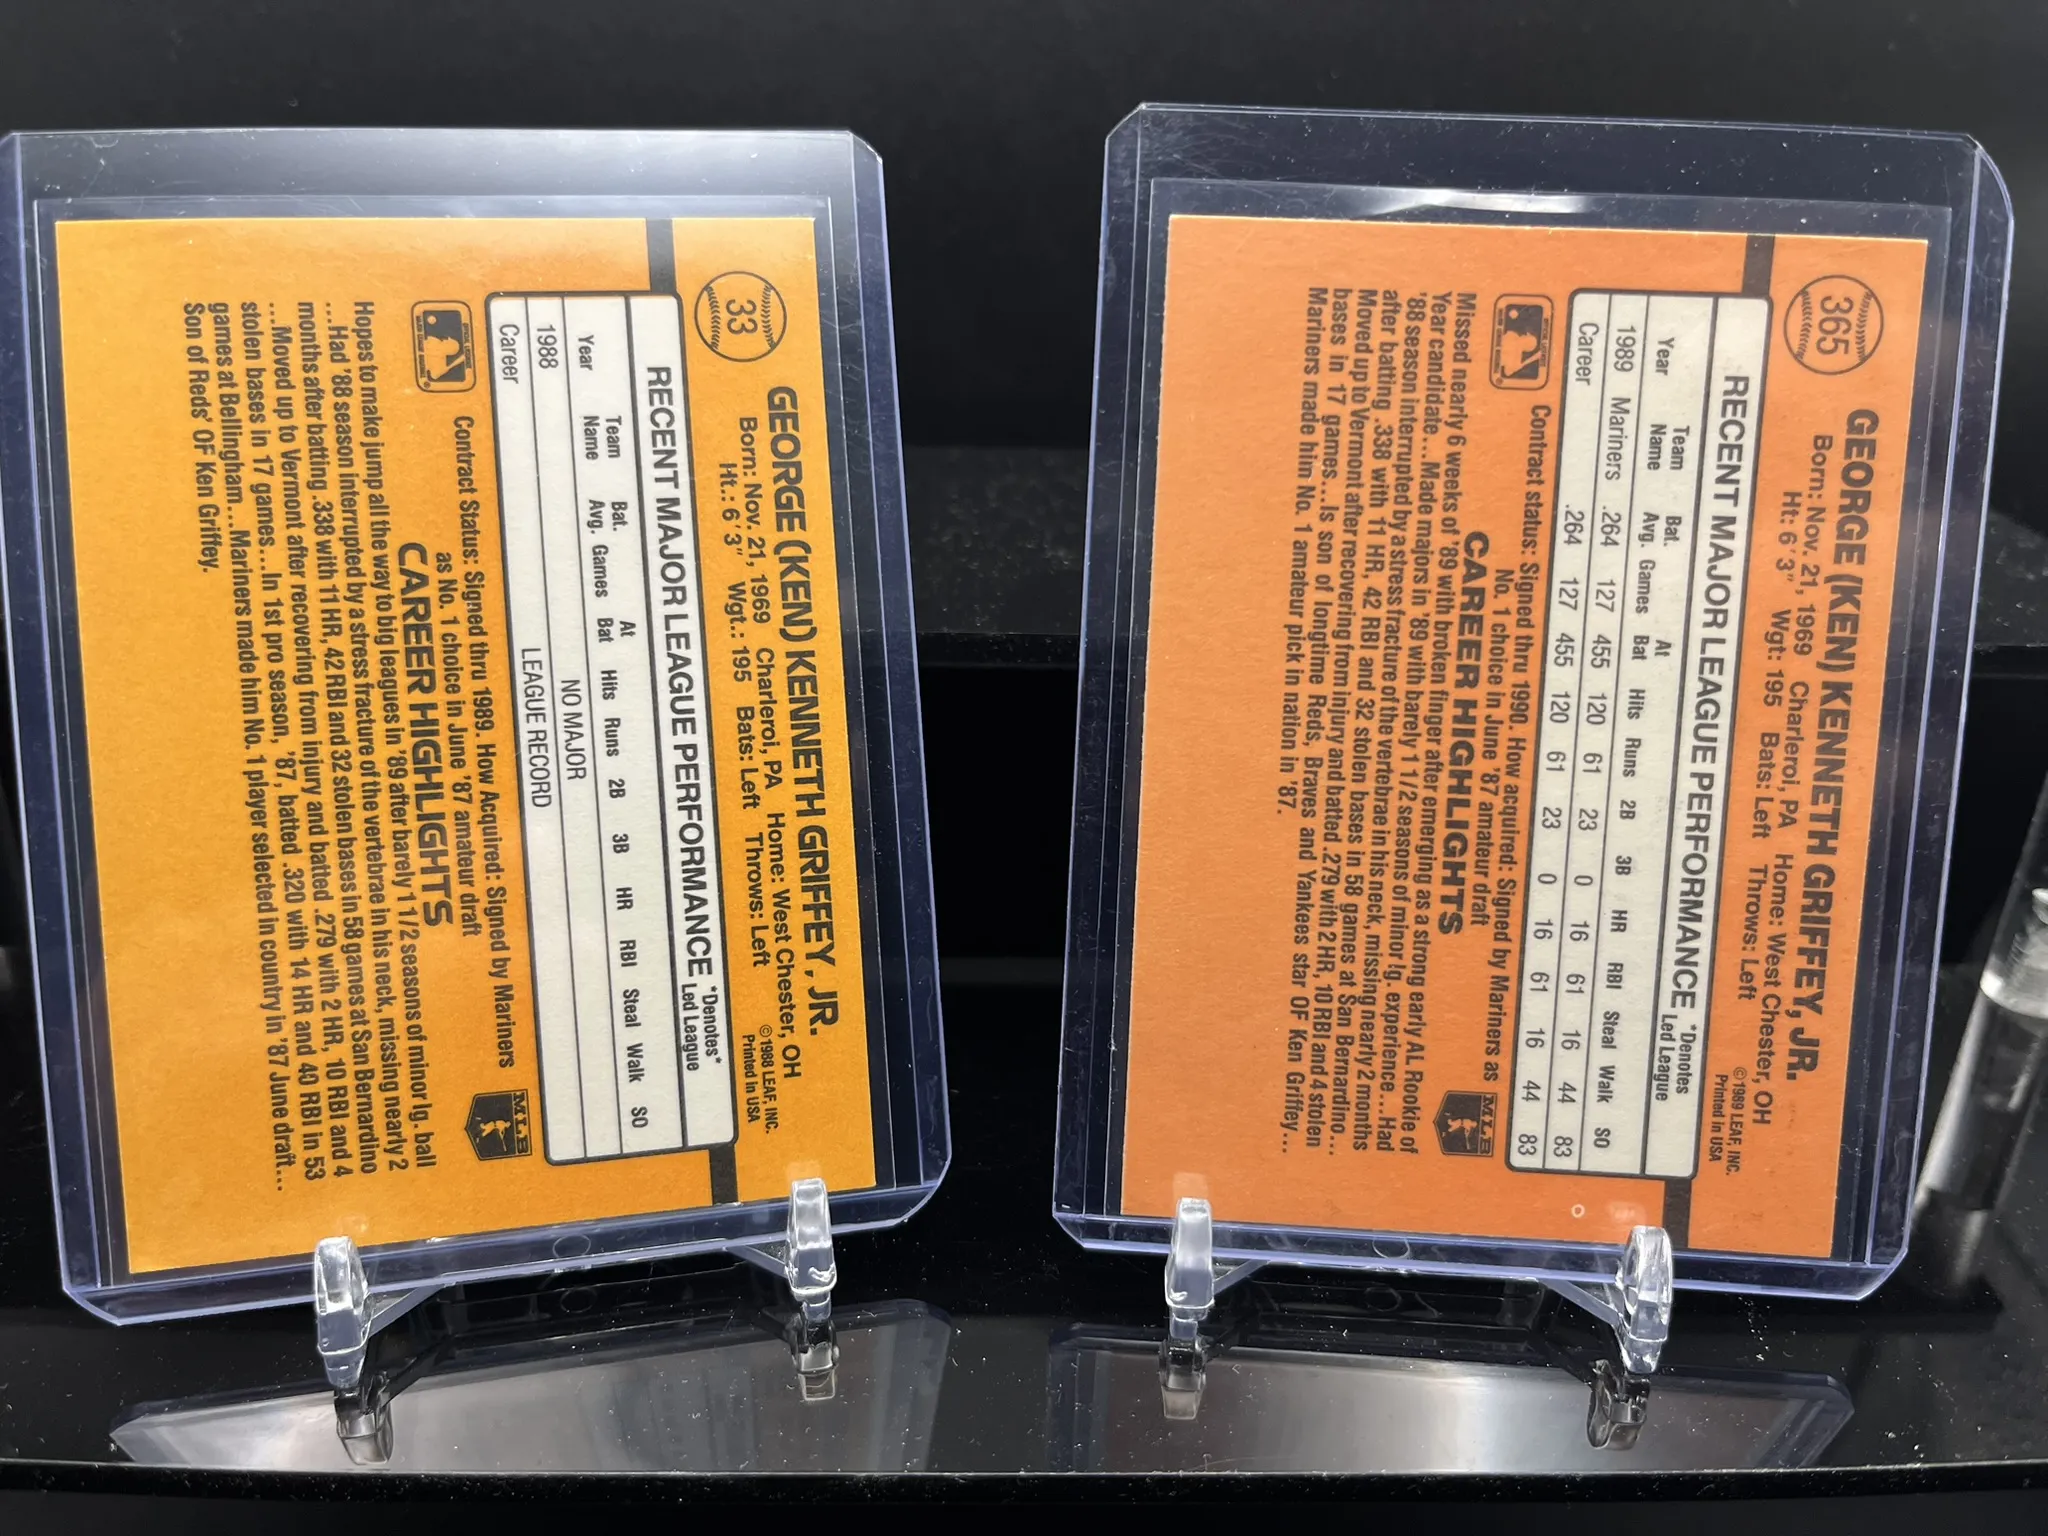 33
GEORGE (KEN) KENNETH GRIFFEY, JR.
Born: Nov. 21, 1969 Charleroi, PA Home: West Chester, OH
Ht.: 6'3" Wgt.: 195 Bats: Left Throws: Left
©1988 LEAF, INC.
Printed in USA
RECENT MAJOR LEAGUE PERFORMANCE *Denotes*
Led League
Year Team Name Bat. Avg. Games At Bat Hits Runs 2B 3B HR RBI Steal Walk SO
1988 NO MAJOR
Career LEAGUE RECORD
Contract Status: Signed thru 1989. How Acquired: Signed by Mariners
as No. 1 choice in June '87 amateur draft
MLB
CAREER HIGHLIGHTS
Hopes to make jump all the way to big leagues in '89 after barely 1 1/2 seasons of minor lg. ball
...Had '88 season interrupted by a stress fracture of the vertebrae in his neck, missing nearly 2
months after batting .338 with 11 HR, 42 RBI and 32 stolen bases in 58 games at San Bernardino
...Moved up to Vermont after recovering from injury and batted .279 with 2 HR, 10 RBI and 4
stolen bases in 17 games...In 1st pro season, '87, batted .320 with 14 HR and 40 RBI in 53
games at Bellingham...Mariners made him No. 1 player selected in country in '87 June draft...
Son of Reds' OF Ken Griffey.
365
GEORGE (KEN) KENNETH GRIFFEY, JR.
Born: Nov. 21, 1969 Charleroi, PA Home: West Chester, OH
Ht: 6'3" Wgt: 195 Bats: Left Throws: Left
©1989 LEAF, INC.
Printed in USA
RECENT MAJOR LEAGUE PERFORMANCE *Denotes
Led League
Year Team Name Bat. Avg. Games At Bat Hits Runs 2B 3B HR RBI Steal Walk SO
1989 Mariners .264 127 455 120 61 23 0 16 61 16 44 83
Career .264 127 455 120 61 23 0 16 61 16 44 83
Contract status: Signed thru 1990. How acquired: Signed by Mariners as
No. 1 choice in June '87 amateur draft
MLB
CAREER HIGHLIGHTS
Missed nearly 6 weeks of '89 with broken finger after emerging as a strong early AL Rookie of
Year candidate...Made majors in '89 with barely 1 1/2 seasons of minor lg. experience...Had
'88 season interrupted by a stress fracture of the vertebrae in his neck, missing nearly 2 months
after batting .338 with 11 HR, 42 RBI and 32 stolen bases in 58 games at San Bernardino...
Moved up to Vermont after recovering from injury and batted .279 with 2 HR, 10 RBI and 4 stolen
bases in 17 games...Is son of longtime Reds, Braves and Yankees star OF Ken Griffey...
Mariners made him No. 1 amateur pick in nation in '87.